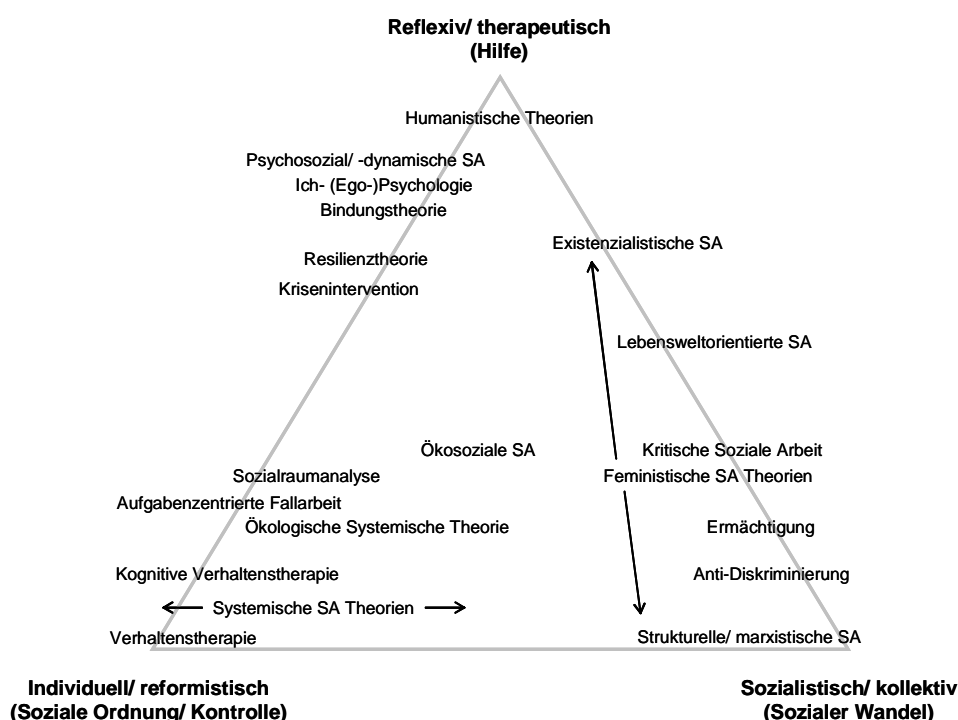 Reflexiv/ therapeutisch
(Hilfe)
Humanistische Theorien
Psychosozial/ -dynamische SA
Ich- (Ego-)Psychologie
Bindungstheorie
Existenzialistische SA
Resilienztheorie
Krisenintervention
Lebensweltorientierte SA
Ökosoziale SA
Kritische Soziale Arbeit
Sozialraumanalyse
Feministische SA Theorien
Aufgabenzentrierte Fallarbeit
Ökologische Systemische Theorie
Ermächtigung
Kognitive Verhaltenstherapie
Anti-Diskriminierung
Systemische SA Theorien
Verhaltenstherapie
Strukturelle/ marxistische SA
Individuell/ reformistisch
(Soziale Ordnung/ Kontrolle)
Sozialistisch/ kollektiv
(Sozialer Wandel)